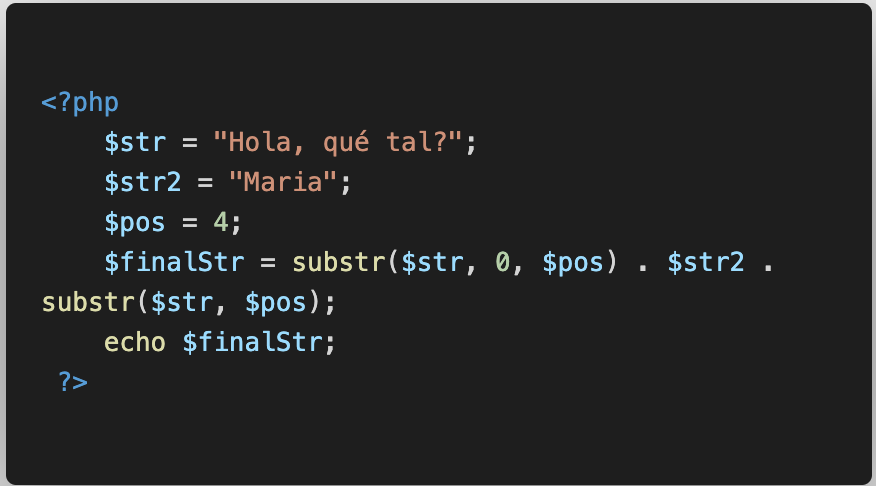 <?php
    $str = "Hola, qué tal?";
    $str2 = "Maria";
    $pos = 4;
    $finalStr = substr($str, 0, $pos) . $str2 .
substr($str, $pos);
    echo $finalStr;
 ?>